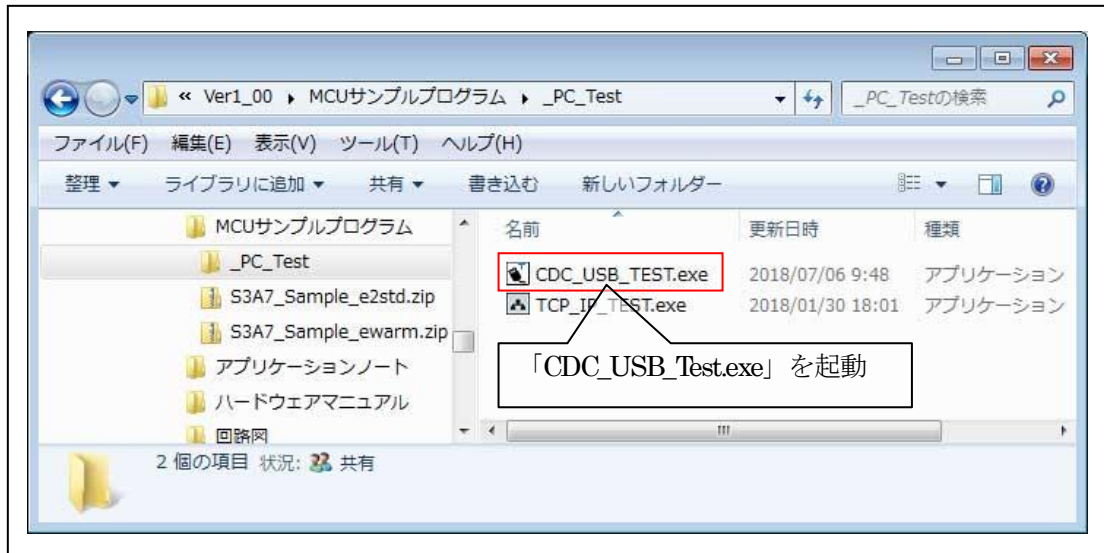 « Ver1_00 ▸ MCUサンプルプログラム ▸ _PC_Test
_PC_Testの検索
ファイル(F) 編集(E) 表示(V) ツール(T) ヘルプ(H)
整理 ▼ ライブラリに追加 ▼ 共有 ▼ 書き込む 新しいフォルダー
MCUサンプルプログラム
_PC_Test
S3A7_Sample_e2std.zip
S3A7_Sample_ewarm.zip
アプリケーションノート
ハードウェアマニュアル
回路図
名前 更新日時 種類
CDC_USB_TEST.exe 2018/07/06 9:48 アプリケーション
TCP_IP_TEST.exe 2018/01/30 18:01 アプリケーション
「CDC_USB_Test.exe」を起動
2 個の項目 状況: 共有